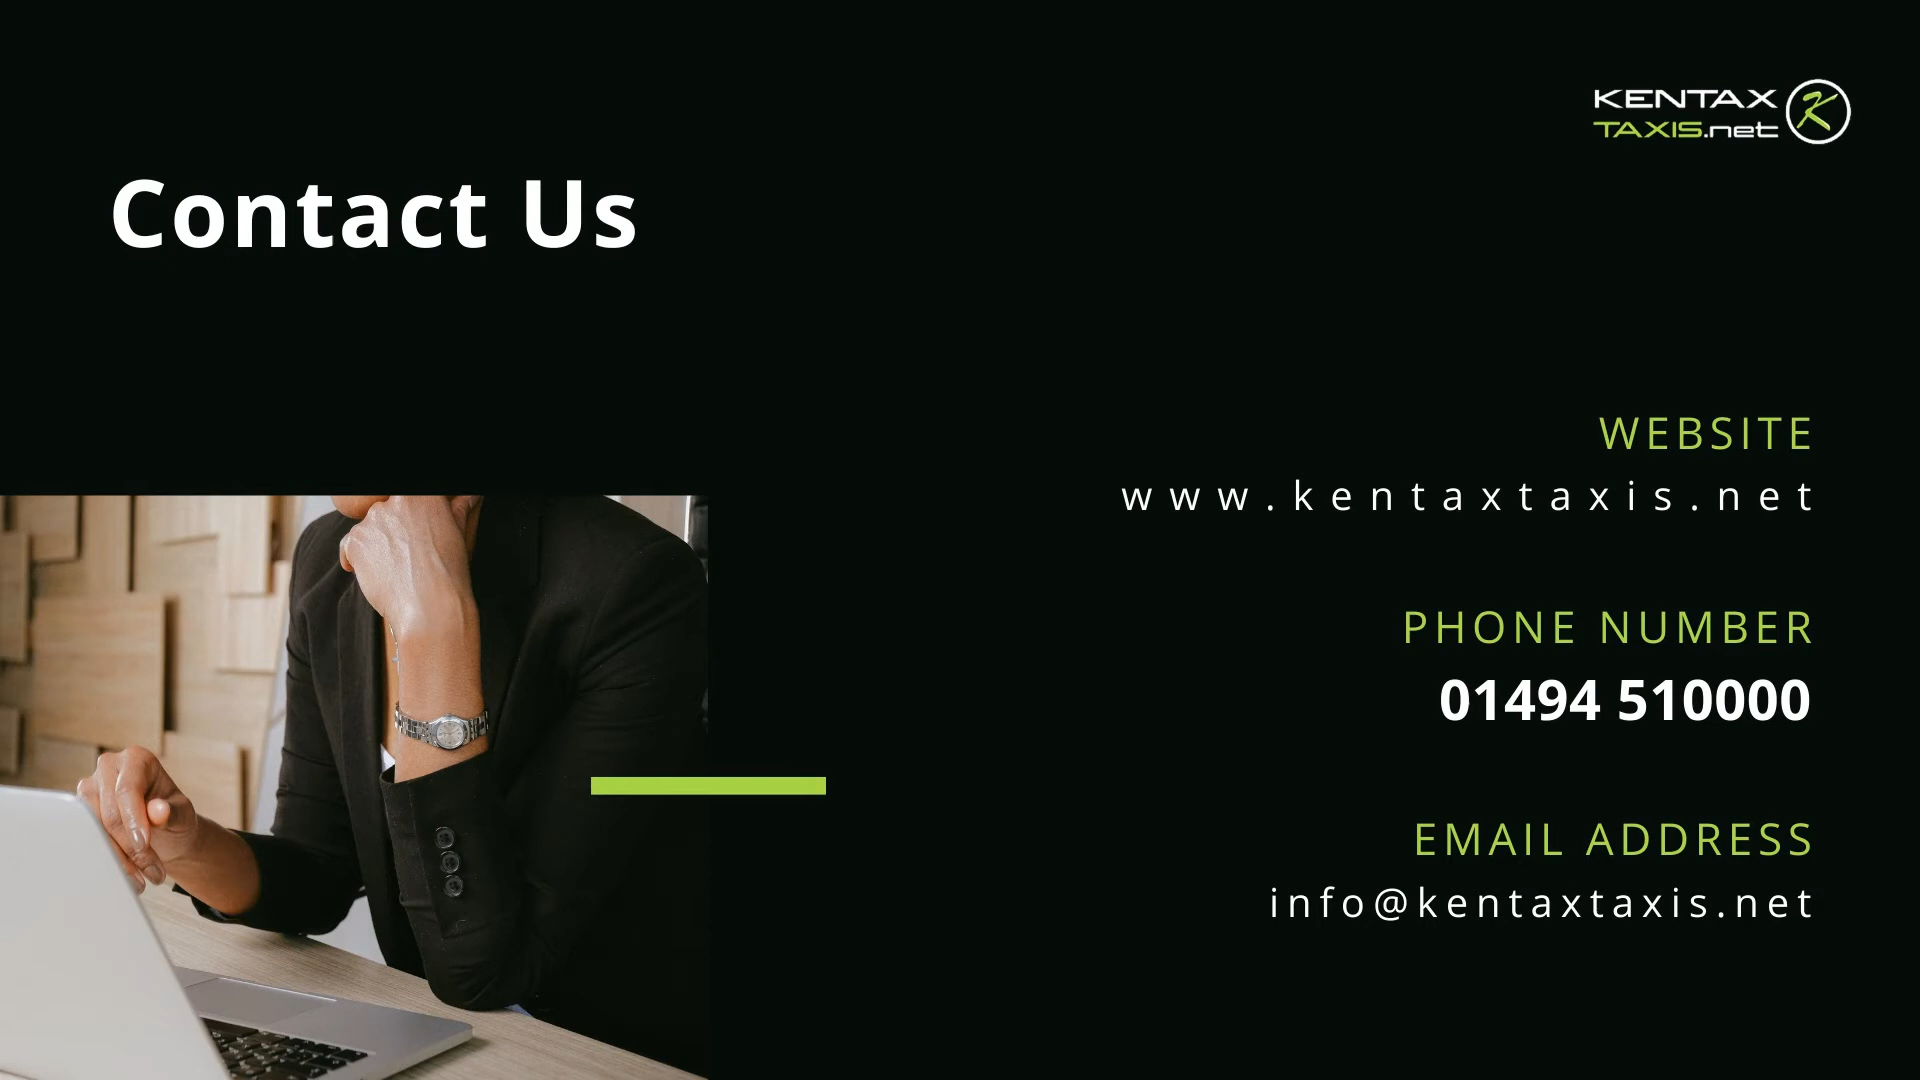 KENTAX
TAXIS.net
Contact Us
WEBSITE
www.kentaxtaxis.net
PHONE NUMBER
01494 510000
EMAIL ADDRESS
info@kentaxtaxis.net